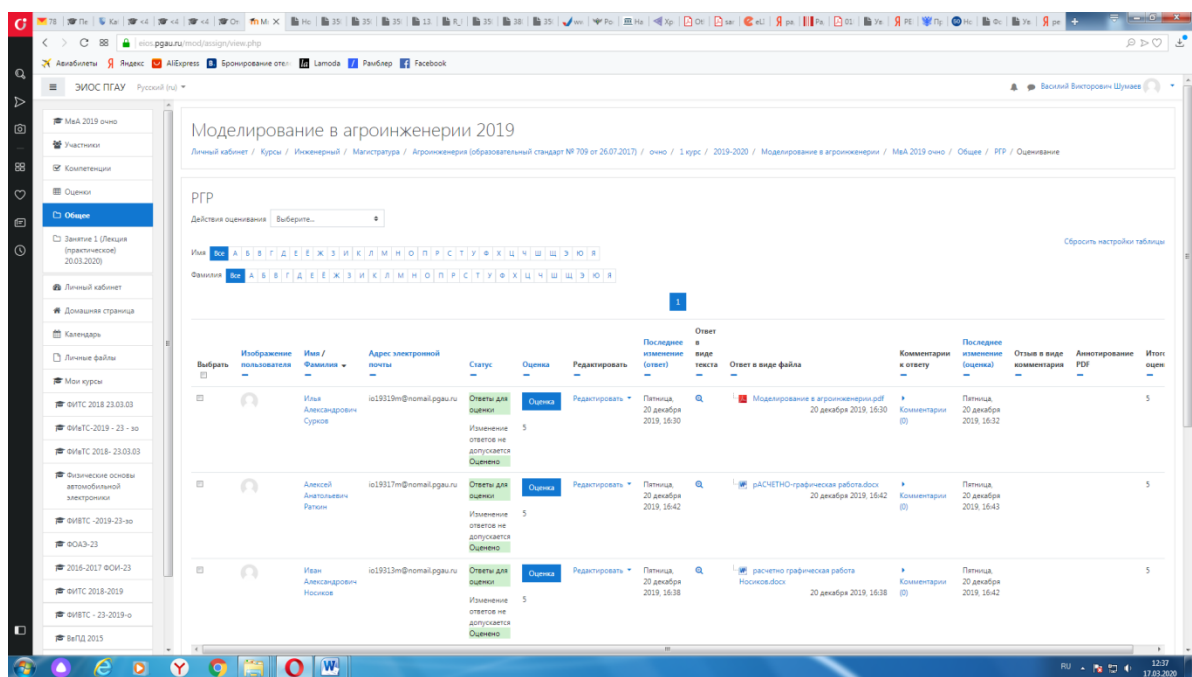 eios.pgau.ru/mod/assign/view.php
Авиабилеты Яндекс AliExpress Бронирование отел Lamoda Рамблер Facebook
ЭИОС ПГАУ Русский (ru)
Василий Викторович Шумаев
МвА 2019 очно
Участники
Компетенции
Оценки
Общее
Занятие 1 (Лекция
(практическое)
20.03.2020)
Личный кабинет
Домашняя страница
Календарь
Личные файлы
Мои курсы
ФИТС 2018 23.03.03
ФИвТС-2019 - 23 - зо
ФИвТС 2018- 23.03.03
Физические основы
автомобильной
электроники
ФИВТС -2019-23-зо
ФОАЭ-23
2016-2017 ФОИ-23
ФИТС 2018-2019
ФИВТС - 23-2019-о
ВвПД 2015
Моделирование в агроинженерии 2019
Личный кабинет / Курсы / Инженерный / Магистратура / Агроинженерия (образовательный стандарт № 709 от 26.07.2017) / очно / 1 курс / 2019-2020 / Моделирование в агроинженерии / МвА 2019 очно / Общее / РГР / Оценивание
РГР
Действия оценивания Выберите...
Сбросить настройки таблицы
Имя Все А Б В Г Д Е Ё Ж З И К Л М Н О П Р С Т У Ф Х Ц Ч Ш Щ Э Ю Я
Фамилия Все А Б В Г Д Е Ё Ж З И К Л М Н О П Р С Т У Ф Х Ц Ч Ш Щ Э Ю Я
1
Выбрать
Изображение
пользователя
Имя /
Фамилия
Адрес электронной
почты
Статус
Оценка
Редактировать
Последнее
изменение
(ответ)
Ответ
в
виде
текста
Ответ в виде файла
Комментарии
к ответу
Последнее
изменение
(оценка)
Отзыв в виде
комментария
Аннотирование
PDF
Итого
оцен
Илья
Александрович
Сурков
io19319m@nomail.pgau.ru
Ответы для
оценки
Изменение
ответов не
допускается
Оценено
Оценка
5
Редактировать
Пятница,
20 декабря
2019, 16:30
Моделирование в агроинженерии.pdf
20 декабря 2019, 16:30
Комментарии
(0)
Пятница,
20 декабря
2019, 16:32
5
Алексей
Анатольевич
Раткин
io19317m@nomail.pgau.ru
Ответы для
оценки
Изменение
ответов не
допускается
Оценено
Оценка
5
Редактировать
Пятница,
20 декабря
2019, 16:42
рАСЧЕТНО-графическая работа.docx
20 декабря 2019, 16:42
Комментарии
(0)
Пятница,
20 декабря
2019, 16:43
5
Иван
Александрович
Носиков
io19313m@nomail.pgau.ru
Ответы для
оценки
Изменение
ответов не
допускается
Оценено
Оценка
5
Редактировать
Пятница,
20 декабря
2019, 16:38
расчетно графическая работа
Носиков.docx
20 декабря 2019, 16:38
Комментарии
(0)
Пятница,
20 декабря
2019, 16:42
5
RU
12:37
17.03.2020